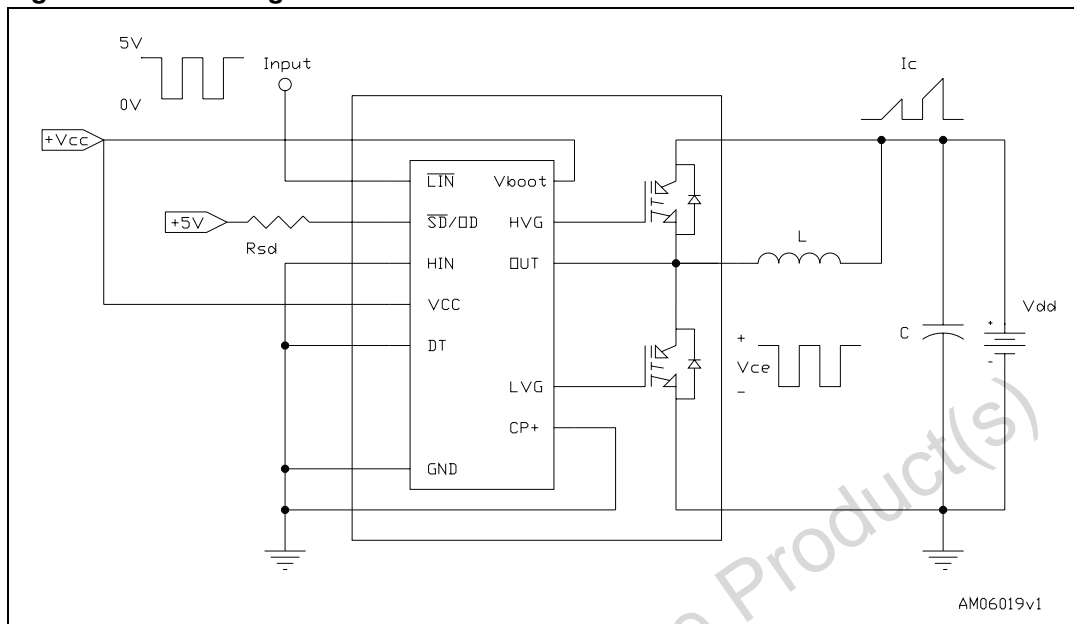 5V
0V
Input
Ic
+Vcc
LIN
Vboot
+5V
Rsd
SD/OD
HVG
HIN
OUT
L
VCC
DT
+
Vce
-
LVG
CP+
GND
C
+
-
Vdd
Product(s)
AM06019v1